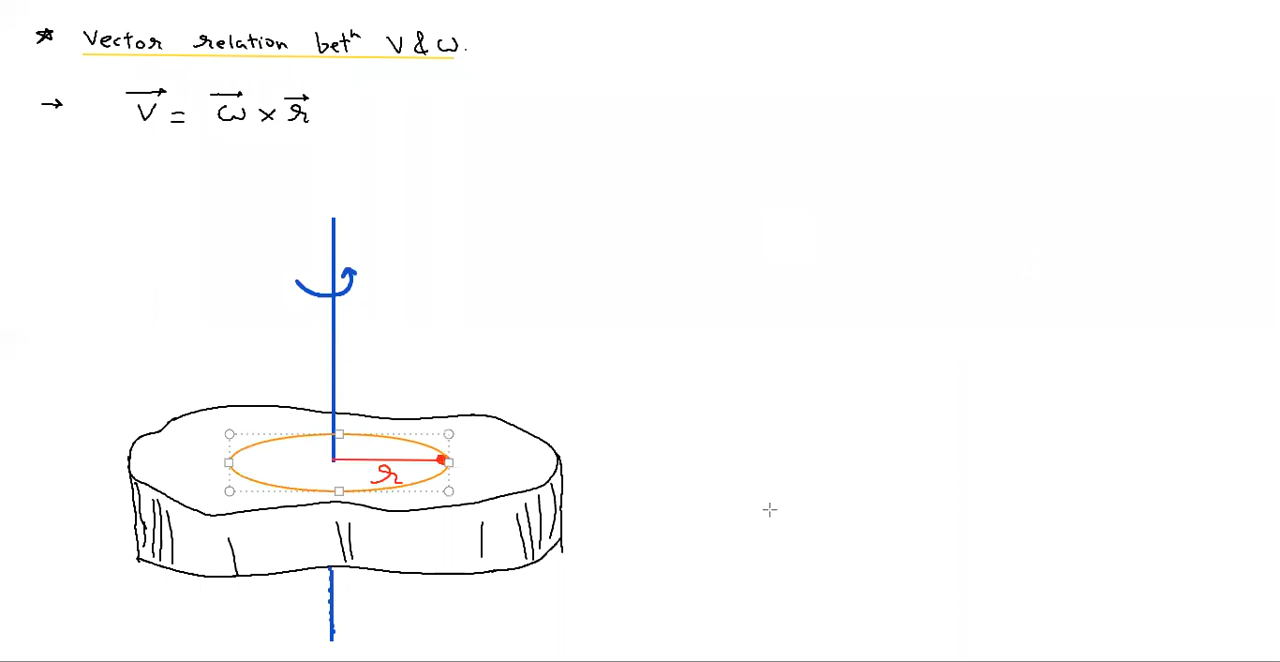 * Vector relation betⁿ V & ω.
→ V⃗ = ω⃗ × r⃗
r